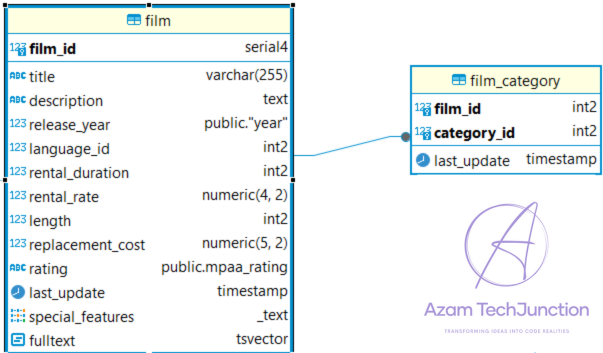 film
123 film_id serial4
ABC title varchar(255)
ABC description text
123 release_year public."year"
123 language_id int2
123 rental_duration int2
123 rental_rate numeric(4, 2)
123 length int2
123 replacement_cost numeric(5, 2)
ABC rating public.mpaa_rating
last_update timestamp
special_features _text
fulltext tsvector
film_category
123 film_id int2
123 category_id int2
last_update timestamp
A
Azam TechJunction
TRANSFORMING IDEAS INTO CODE REALITIES